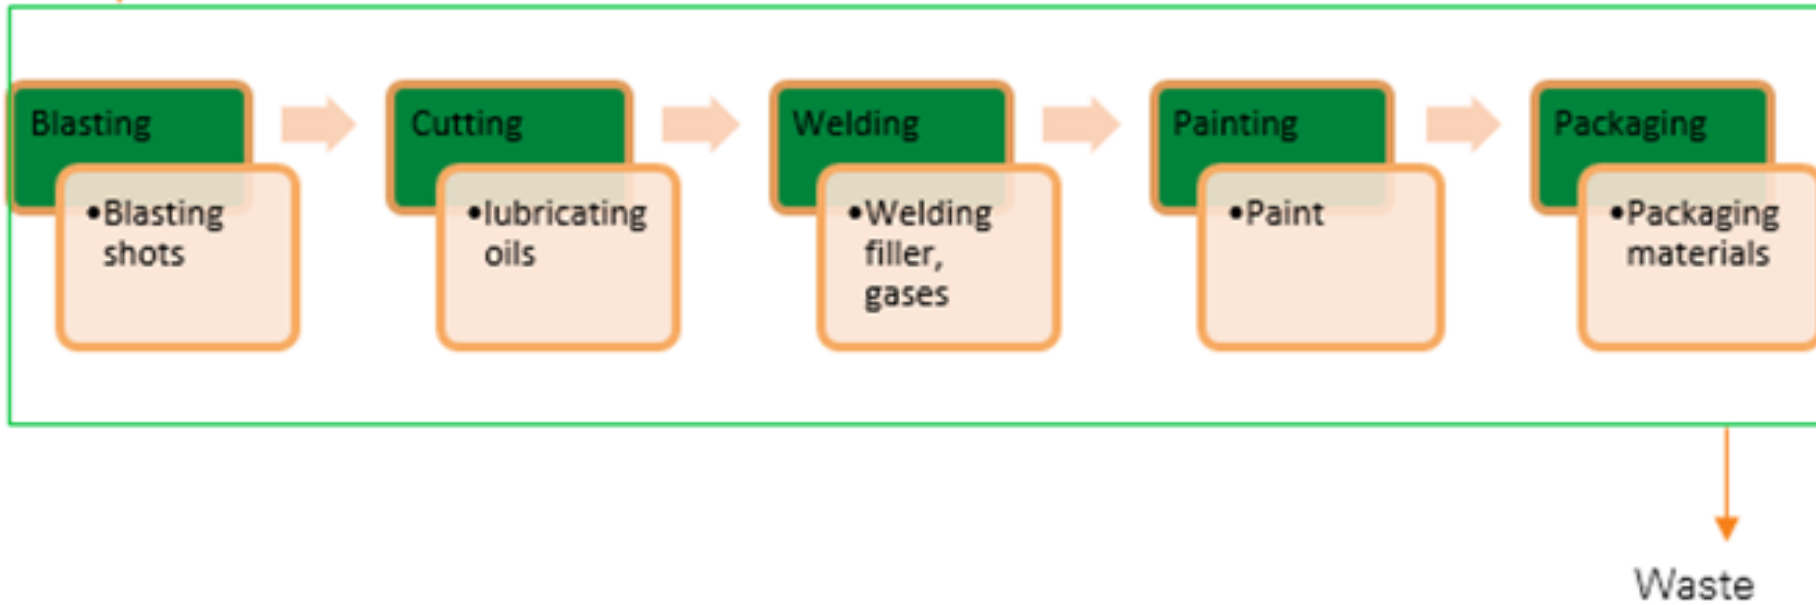 Blasting
Cutting
Welding
Painting
Packaging
•Blasting
shots
•lubricating
oils
•Welding
filler,
gases
•Paint
•Packaging
materials
Waste